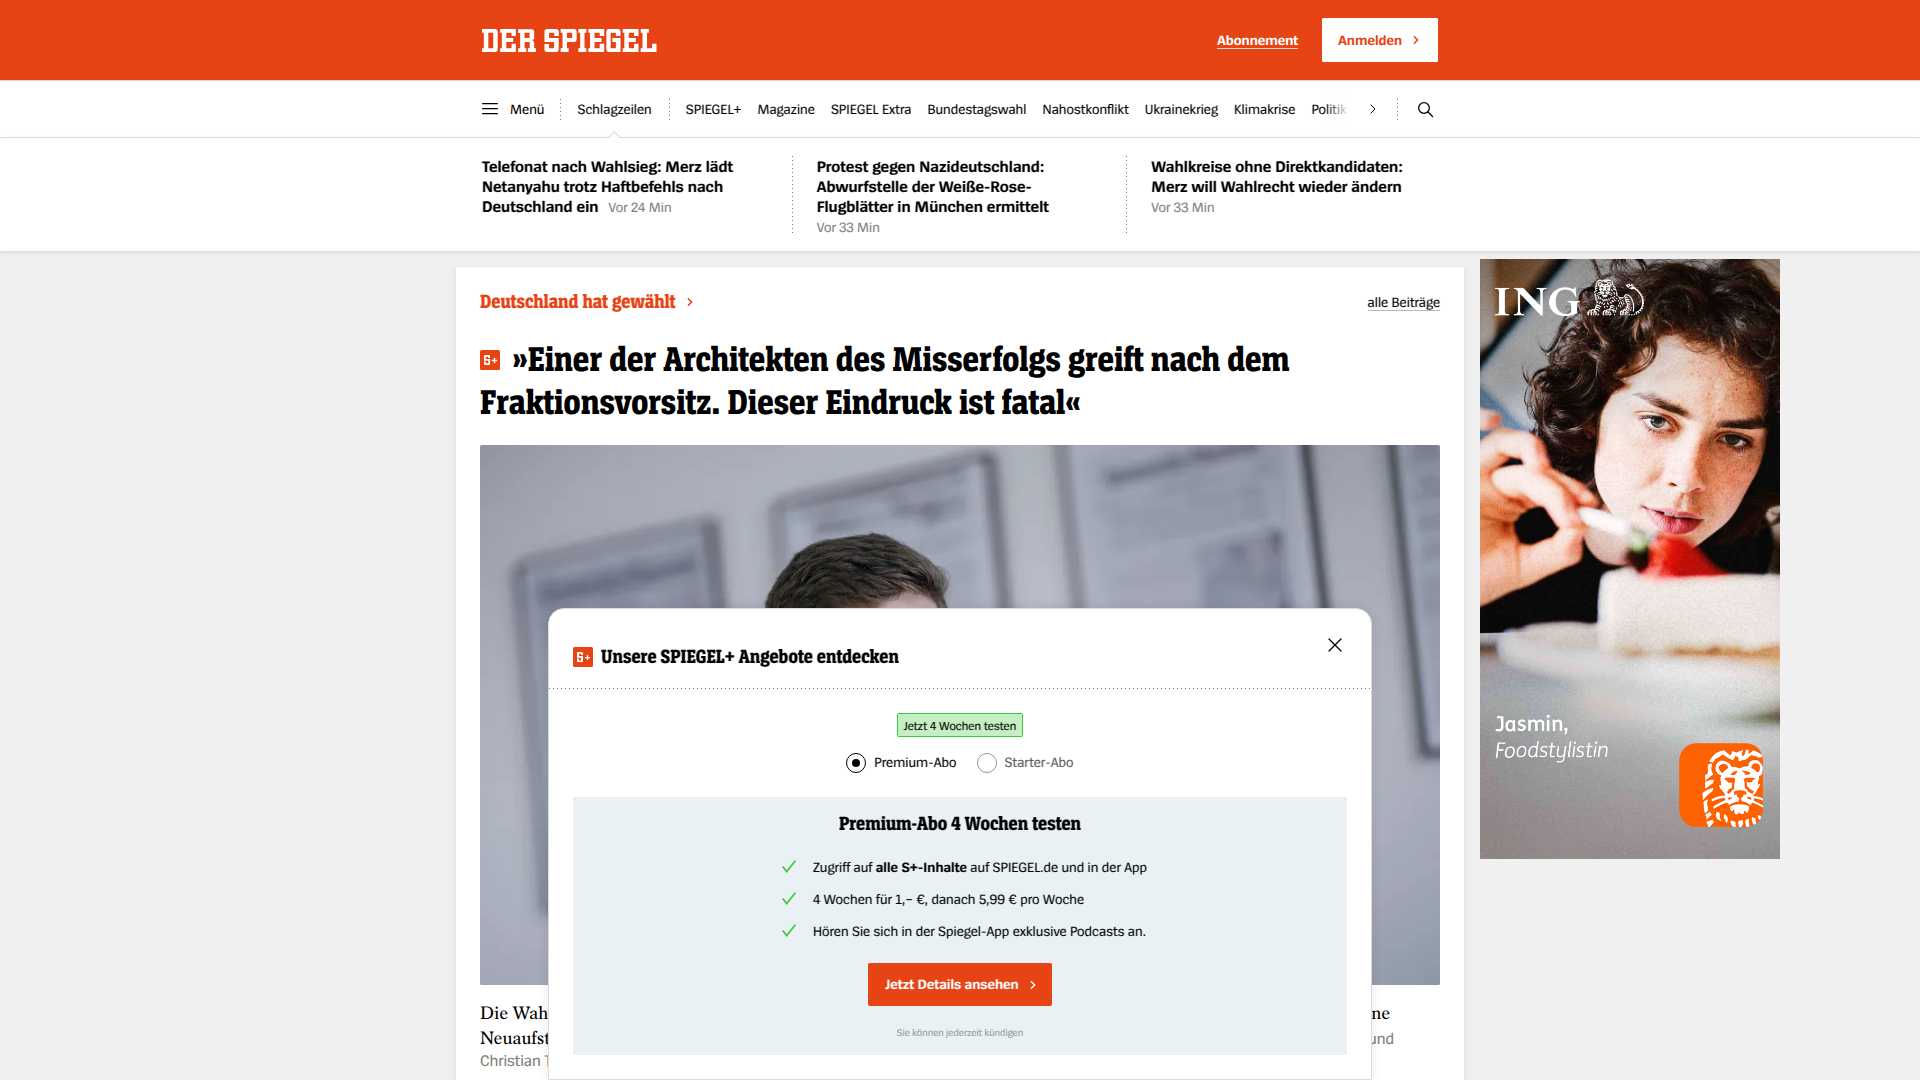 DER SPIEGEL
Abonnement
Anmelden
Menü
Schlagzeilen
SPIEGEL+
Magazine
SPIEGEL Extra
Bundestagswahl
Nahostkonflikt
Ukrainekrieg
Klimakrise
Politik
Telefonat nach Wahlsieg: Merz lädt
Netanyahu trotz Haftbefehls nach
Deutschland ein Vor 24 Min
Protest gegen Nazideutschland:
Abwurfstelle der Weiße-Rose-
Flugblätter in München ermittelt
Vor 33 Min
Wahlkreise ohne Direktkandidaten:
Merz will Wahlrecht wieder ändern
Vor 33 Min
Deutschland hat gewählt
alle Beiträge
S+ »Einer der Architekten des Misserfolgs greift nach dem
Fraktionsvorsitz. Dieser Eindruck ist fatal«
S+ Unsere SPIEGEL+ Angebote entdecken
Jetzt 4 Wochen testen
Premium-Abo
Starter-Abo
Premium-Abo 4 Wochen testen
Zugriff auf alle S+-Inhalte auf SPIEGEL.de und in der App
4 Wochen für 1,– €, danach 5,99 € pro Woche
Hören Sie sich in der Spiegel-App exklusive Podcasts an.
Jetzt Details ansehen
Sie können jederzeit kündigen
Die Wah
ne
Neuaufst
und
Christian T
ING
Jasmin,
Foodstylistin